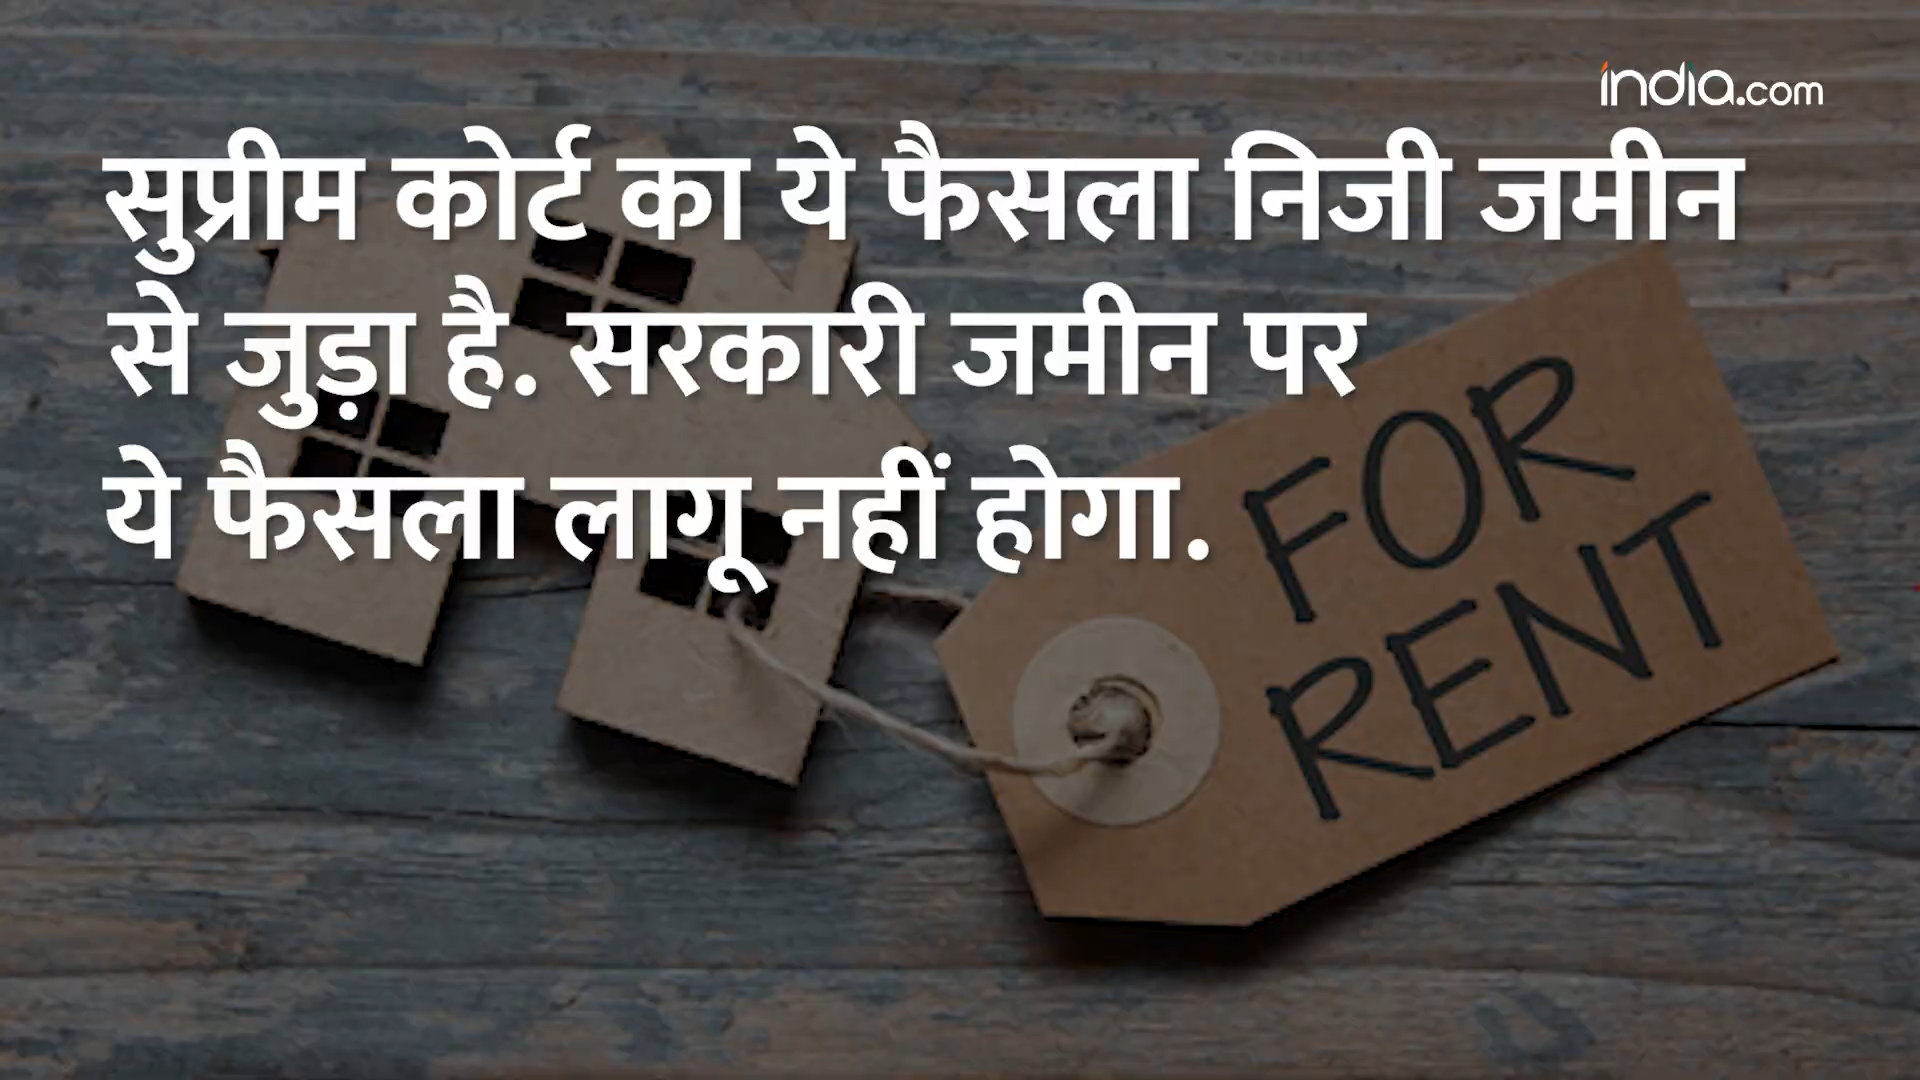 india.com
सुप्रीम कोर्ट का ये फैसला निजी जमीन
से जुड़ा है. सरकारी जमीन पर
ये फैसला लागू नहीं होगा.
FOR
RENT